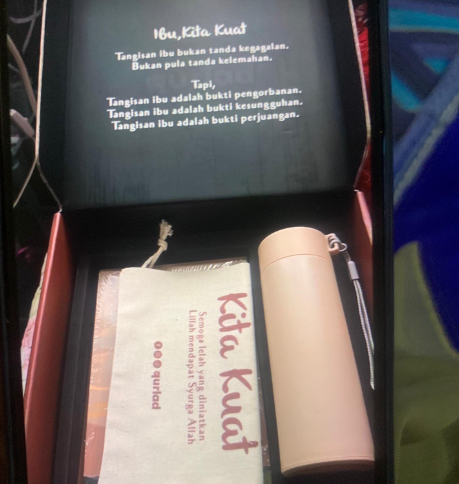 Ibu, Kita Kuat
Tangisan ibu bukan tanda kegagalan.
Bukan pula tanda kelemahan.
Tapi,
Tangisan ibu adalah bukti pengorbanan.
Tangisan ibu adalah bukti kesungguhan.
Tangisan ibu adalah bukti perjuangan.
Kita Kuat
Semoga lelah yang diniatkan
Lillah mendapat Syurga Allah
qurlad